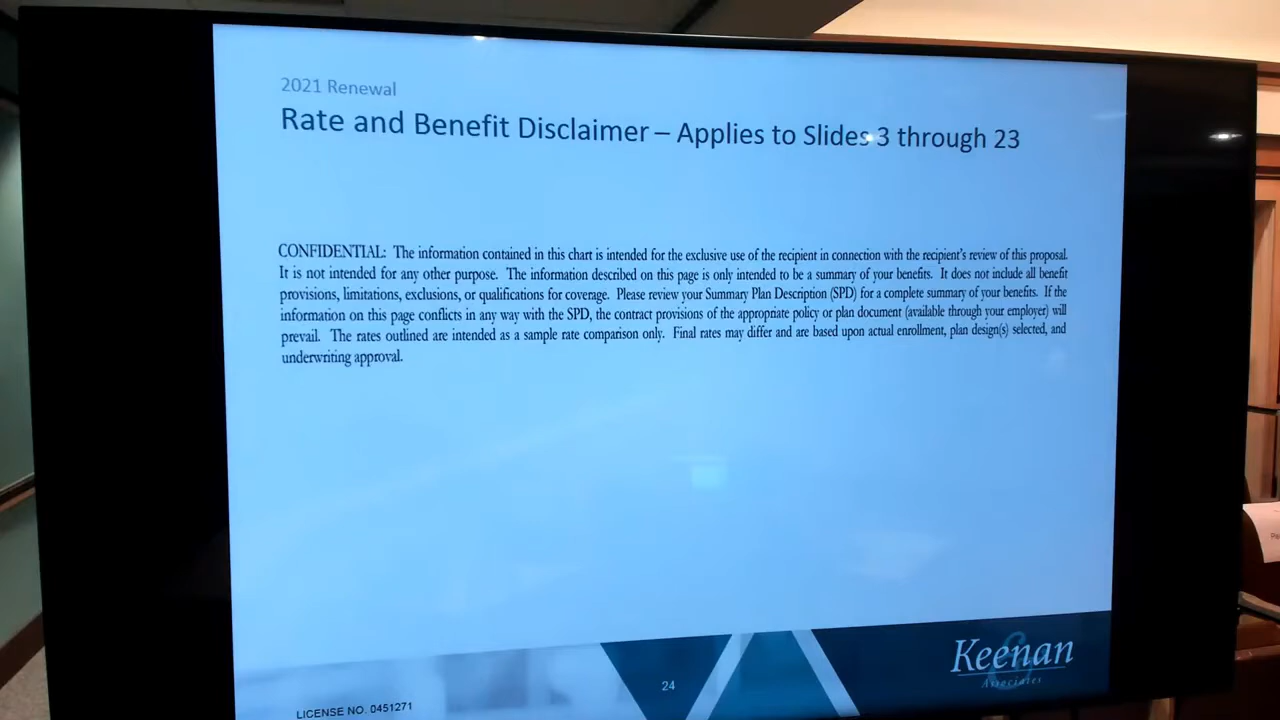 2021 Renewal
Rate and Benefit Disclaimer – Applies to Slides 3 through 23
CONFIDENTIAL: The information contained in this chart is intended for the exclusive use of the recipient in connection with the recipient's review of this proposal.
It is not intended for any other purpose. The information described on this page is only intended to be a summary of your benefits. It does not include all benefit
provisions, limitations, exclusions, or qualifications for coverage. Please review your Summary Plan Description (SPD) for a complete summary of your benefits. If the
information on this page conflicts in any way with the SPD, the contract provisions of the appropriate policy or plan document (available through your employer) will
prevail. The rates outlined are intended as a sample rate comparison only. Final rates may differ and are based upon actual enrollment, plan design(s) selected, and
underwriting approval.
Keenan
&
Associates
24
LICENSE NO. 0451271